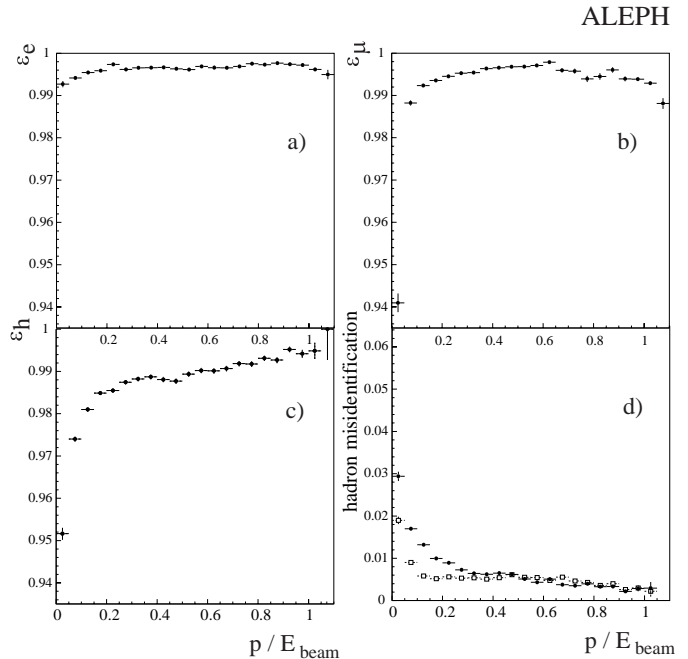 ALEPH
ε_e
1
0.99
0.98
0.97
0.96
0.95
0.94
a)
0.2 0.4 0.6 0.8 1
ε_μ
1
0.99
0.98
0.97
0.96
0.95
0.94
b)
0.2 0.4 0.6 0.8 1
ε_h
1
0.99
0.98
0.97
0.96
0.95
0.94
c)
0 0.2 0.4 0.6 0.8 1
p / E_beam
hadron misidentification
0.06
0.05
0.04
0.03
0.02
0.01
0
d)
0 0.2 0.4 0.6 0.8 1
p / E_beam